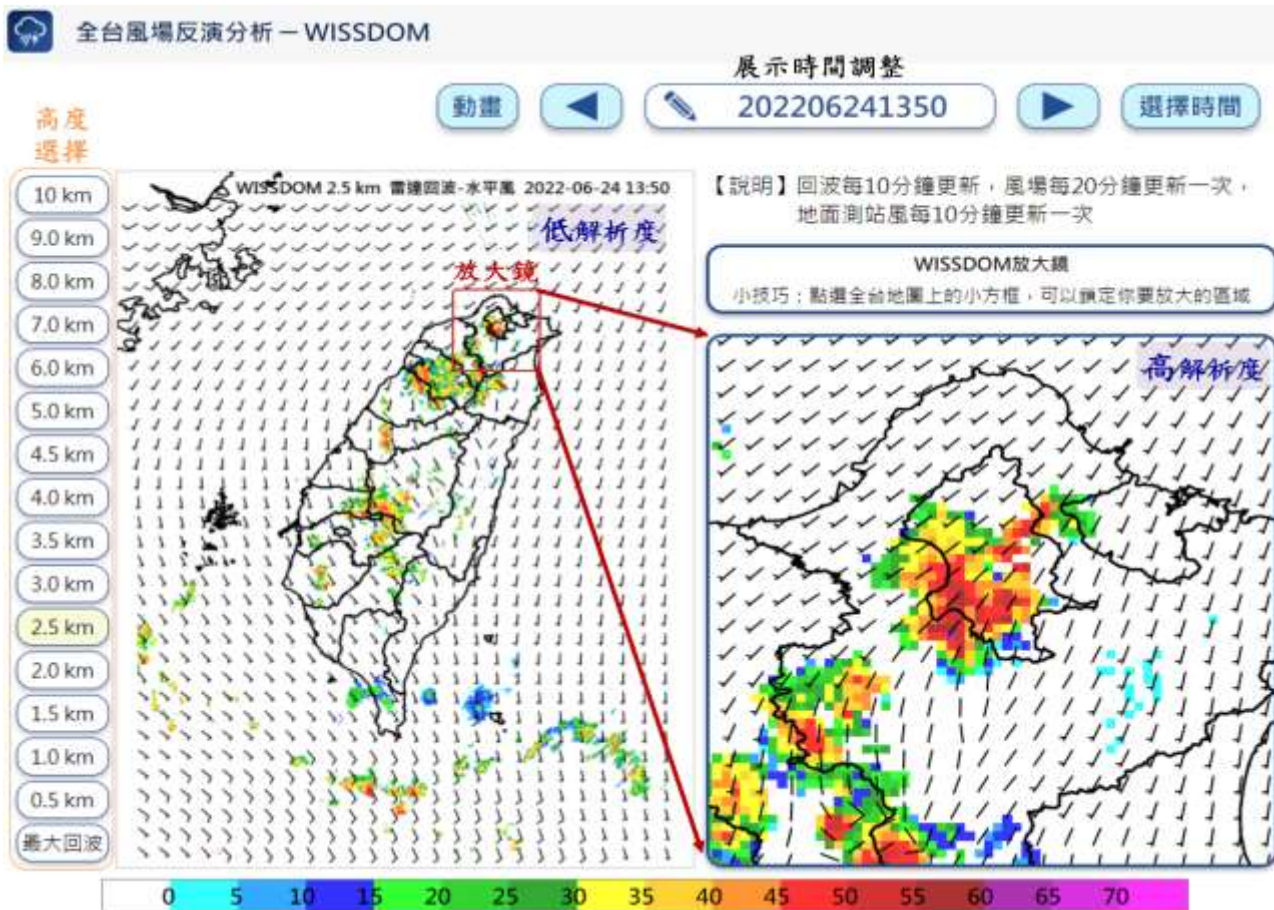 全台風場反演分析－WISSDOM
展示時間調整
動畫
202206241350
選擇時間
高度
選擇
10 km
9.0 km
8.0 km
7.0 km
6.0 km
5.0 km
4.5 km
4.0 km
3.5 km
3.0 km
2.5 km
2.0 km
1.5 km
1.0 km
0.5 km
最大回波
WISSDOM 2.5 km 雷達回波-水平風 2022-06-24 13:50
低解析度
放大鏡
【說明】回波每10分鐘更新，風場每20分鐘更新一次，
地面測站風每10分鐘更新一次
WISSDOM放大鏡
小技巧：點選全台地圖上的小方框，可以鎖定你要放大的區域
高解析度
0 5 10 15 20 25 30 35 40 45 50 55 60 65 70